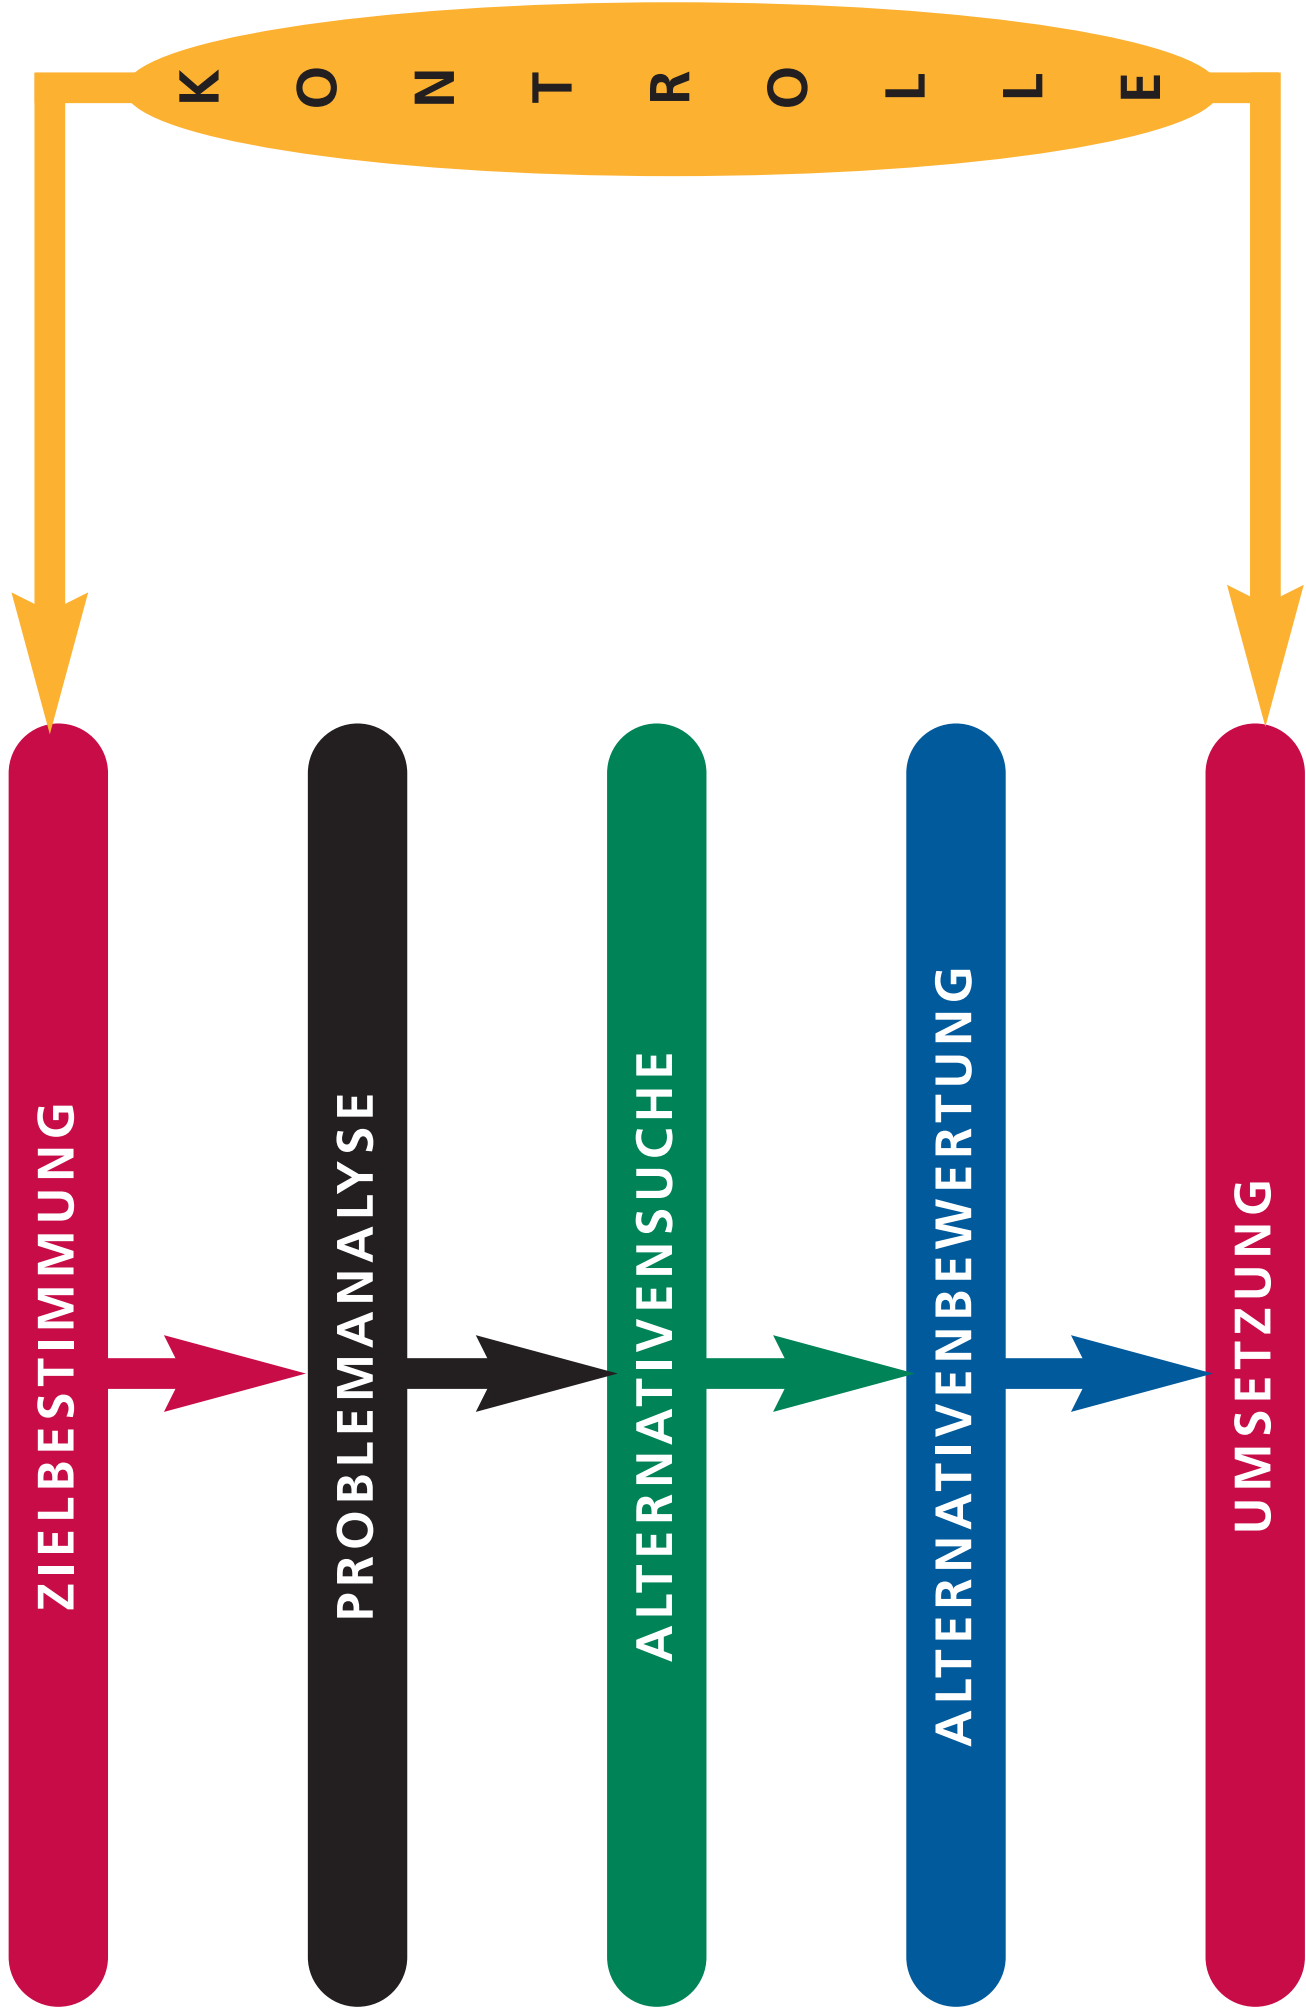 ZIELBESTIMMUNG
PROBLEMANALYSE
ALTERNATIVENSUCHE
ALTERNATIVENBEWERTUNG
UMSETZUNG
KONTROLLE